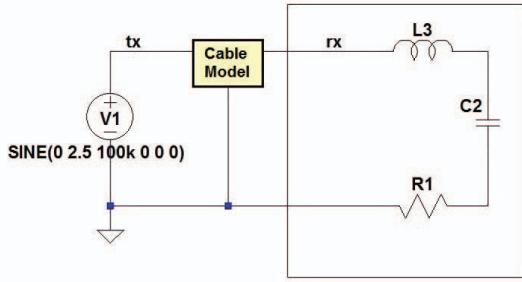 L3
tx
Cable
Model
rx
C2
V1
SINE(0 2.5 100k 0 0 0)
R1